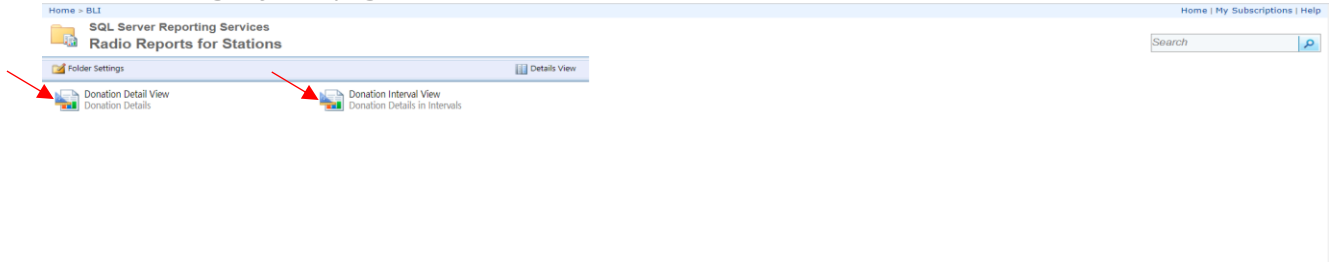 Home > BLI
Home | My Subscriptions | Help
SQL Server Reporting Services
Radio Reports for Stations
Search
Folder Settings
Details View
Donation Detail View
Donation Details
Donation Interval View
Donation Details in Intervals